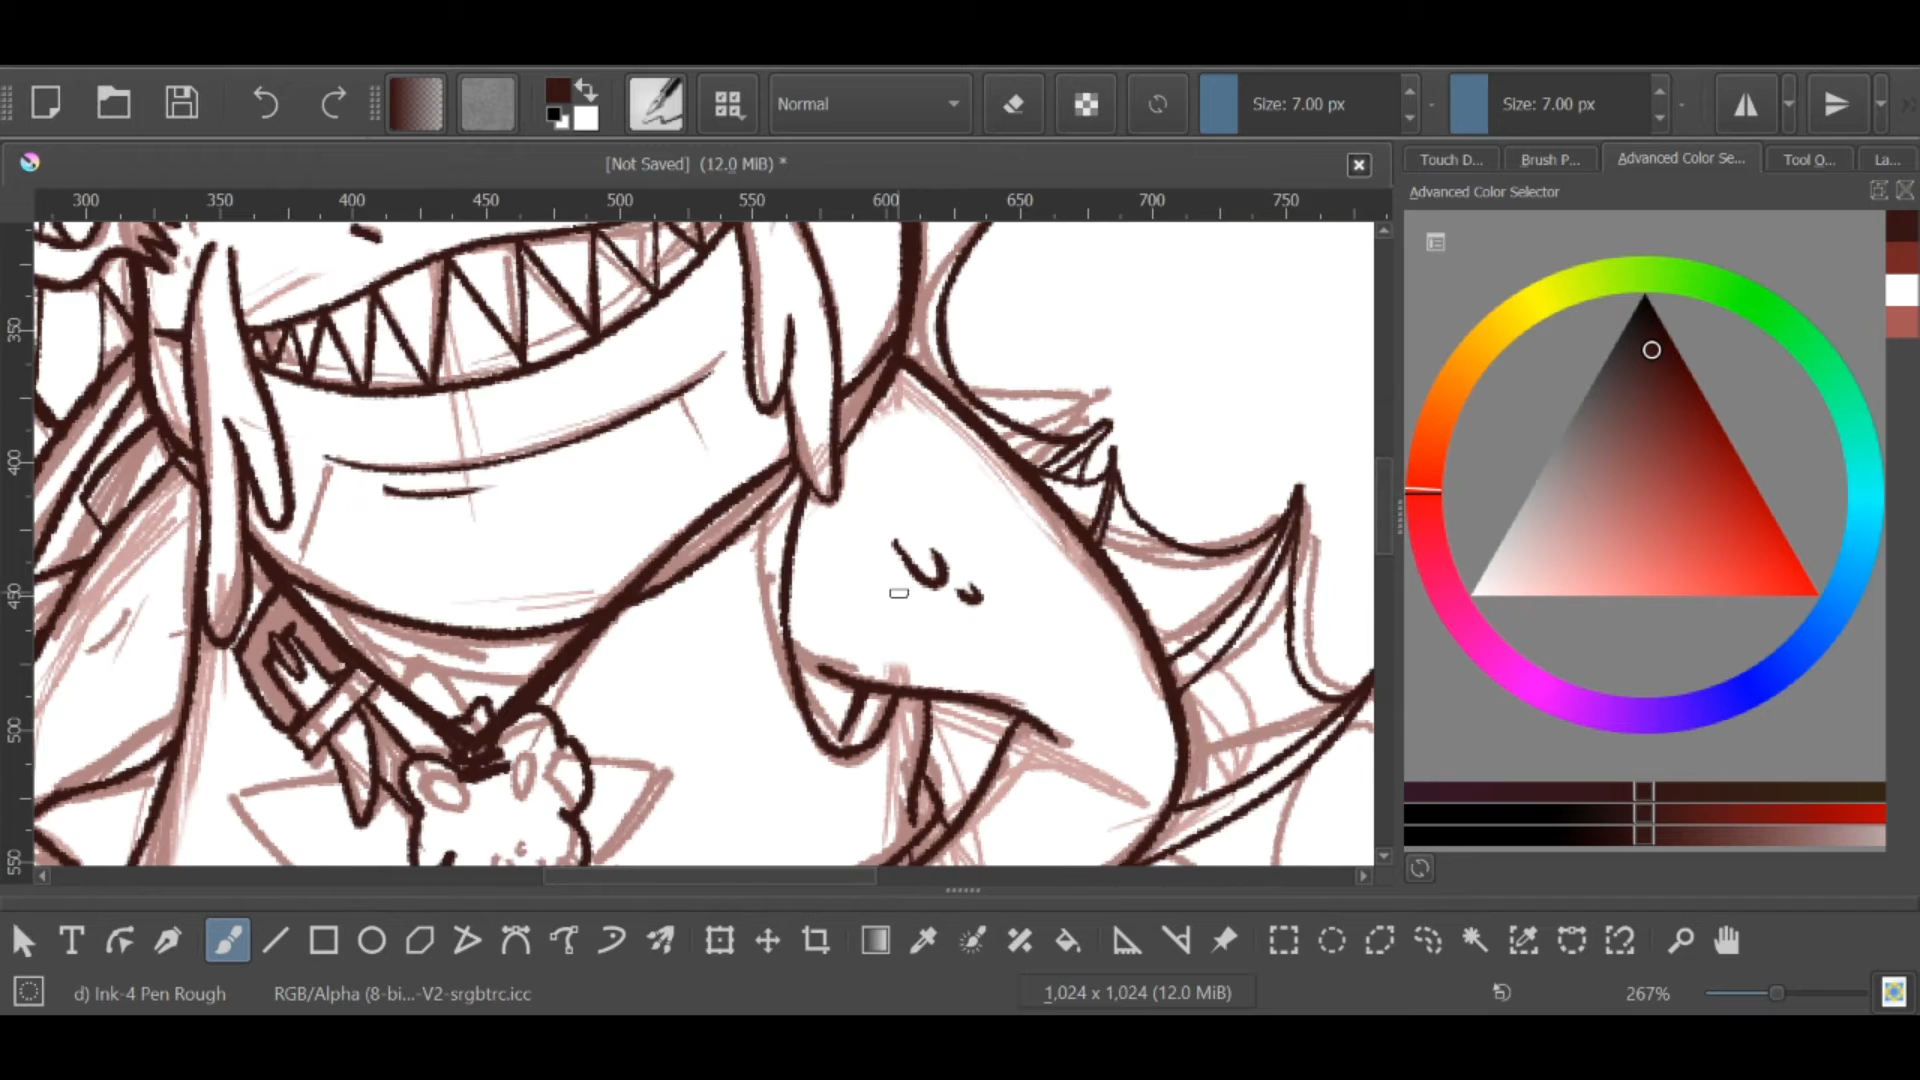 Normal
Size: 7.00 px
Size: 7.00 px
[Not Saved] (12.0 MiB) *
Touch D...
Brush P...
Advanced Color Se...
Tool O...
La...
Advanced Color Selector
300 350 400 450 500 550 600 650 700 750
350
400
450
500
550
d) Ink-4 Pen Rough
RGB/Alpha (8-bi...-V2-srgbtrc.icc
1,024 x 1,024 (12.0 MiB)
267%